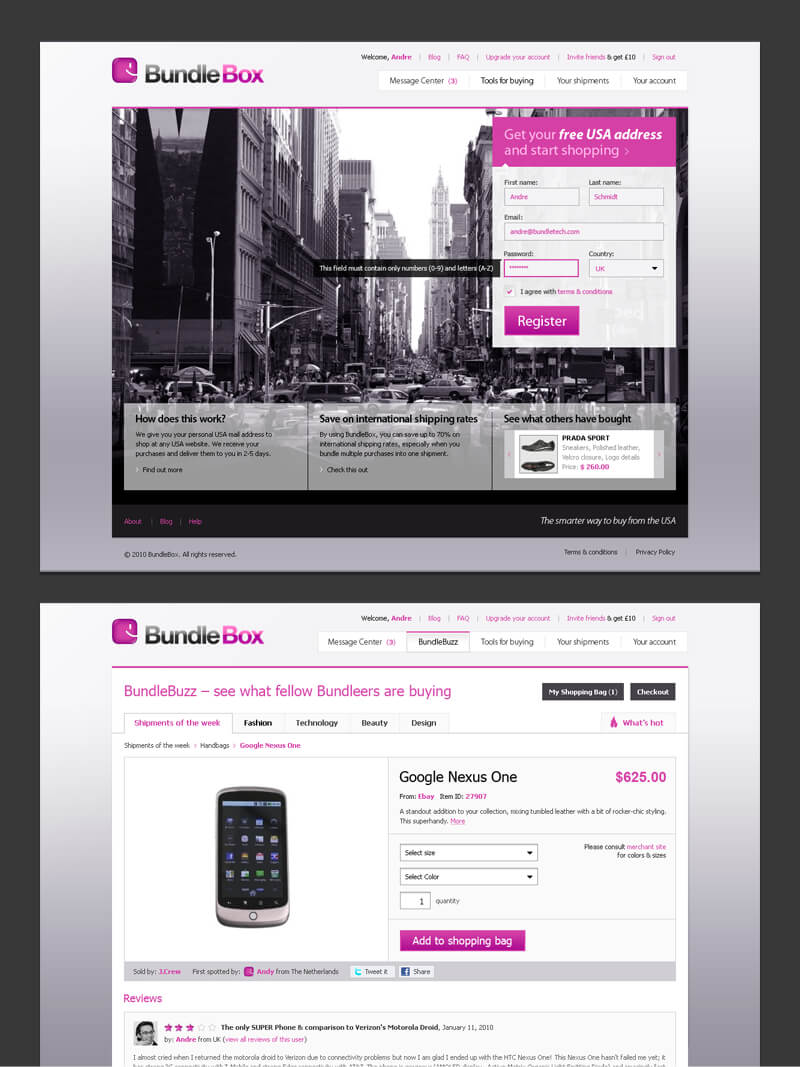 BundleBox
Welcome, Andre | Blog | FAQ | Upgrade your account | Invite friends & get £10 | Sign out
Message Center (3) Tools for buying Your shipments Your account
Get your free USA address
and start shopping ›
First name: Last name:
Andre Schmidt
Email:
andre@bundletech.com
Password: Country:
This field must contain only numbers (0-9) and letters (A-Z)
******** UK
I agree with terms & conditions
Register
How does this work?
We give you your personal USA mail address to
shop at any USA website. We receive your
purchases and deliver them to you in 2-5 days.
› Find out more
Save on international shipping rates
By using BundleBox, you can save up to 70% on
international shipping rates, especially when you
bundle multiple purchases into one shipment.
› Check this out
See what others have bought
PRADA SPORT
Sneakers, Polished leather,
Velcro closure, Logo details
Price: $ 260.00
About | Blog | Help
The smarter way to buy from the USA
© 2010 BundleBox. All rights reserved.
Terms & conditions | Privacy Policy
BundleBox
Welcome, Andre | Blog | FAQ | Upgrade your account | Invite friends & get £10 | Sign out
Message Center (3) BundleBuzz Tools for buying Your shipments Your account
BundleBuzz – see what fellow Bundleers are buying
My Shopping Bag (1) Checkout
Shipments of the week Fashion Technology Beauty Design What's hot
Shipments of the week › Handbags › Google Nexus One
Google Nexus One $625.00
From: Ebay Item ID: 27907
A standout addition to your collection, mixing tumbled leather with a bit of rocker-chic styling.
This superhandy. More
Select size
Please consult merchant site
for colors & sizes
Select Color
1 quantity
Add to shopping bag
Sold by: J.Crew First spotted by: Andy from The Netherlands Tweet it Share
Reviews
The only SUPER Phone & comparison to Verizon's Motorola Droid, January 11, 2010
by: Andre from UK (view all reviews of this user)
I almost cried when I returned the motorola droid to Verizon due to connectivity problems but now I am glad I ended up with the HTC Nexus One! This Nexus One hasn't failed me yet; it